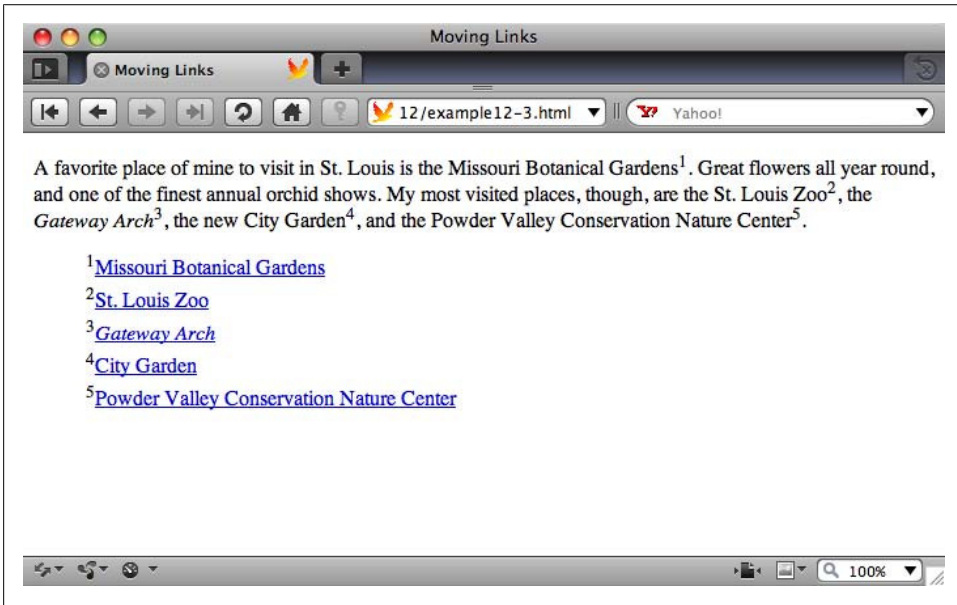 Moving Links
Moving Links
12/example12-3.html Yahoo!
A favorite place of mine to visit in St. Louis is the Missouri Botanical Gardens¹. Great flowers all year round,
and one of the finest annual orchid shows. My most visited places, though, are the St. Louis Zoo², the
Gateway Arch³, the new City Garden⁴, and the Powder Valley Conservation Nature Center⁵.
¹Missouri Botanical Gardens
²St. Louis Zoo
³Gateway Arch
⁴City Garden
⁵Powder Valley Conservation Nature Center
100%